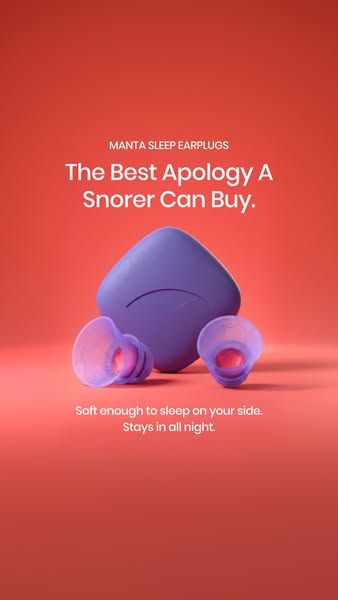 MANTA SLEEP EARPLUGS
The Best Apology A
Snorer Can Buy.
Soft enough to sleep on your side.
Stays in all night.